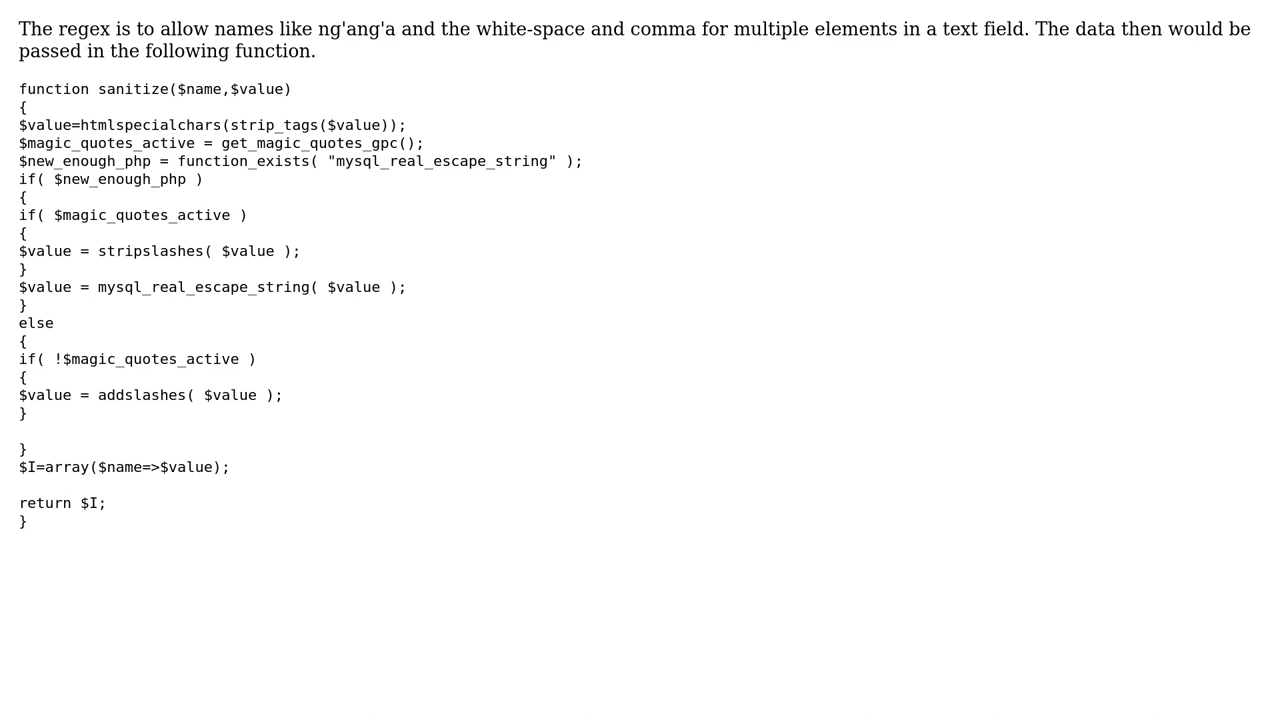 The regex is to allow names like ng'ang'a and the white-space and comma for multiple elements in a text field. The data then would be
passed in the following function.
function sanitize($name,$value)
{
$value=htmlspecialchars(strip_tags($value));
$magic_quotes_active = get_magic_quotes_gpc();
$new_enough_php = function_exists( "mysql_real_escape_string" );
if( $new_enough_php )
{
if( $magic_quotes_active )
{
$value = stripslashes( $value );
}
$value = mysql_real_escape_string( $value );
}
else
{
if( !$magic_quotes_active )
{
$value = addslashes( $value );
}

}
$I=array($name=>$value);

return $I;
}